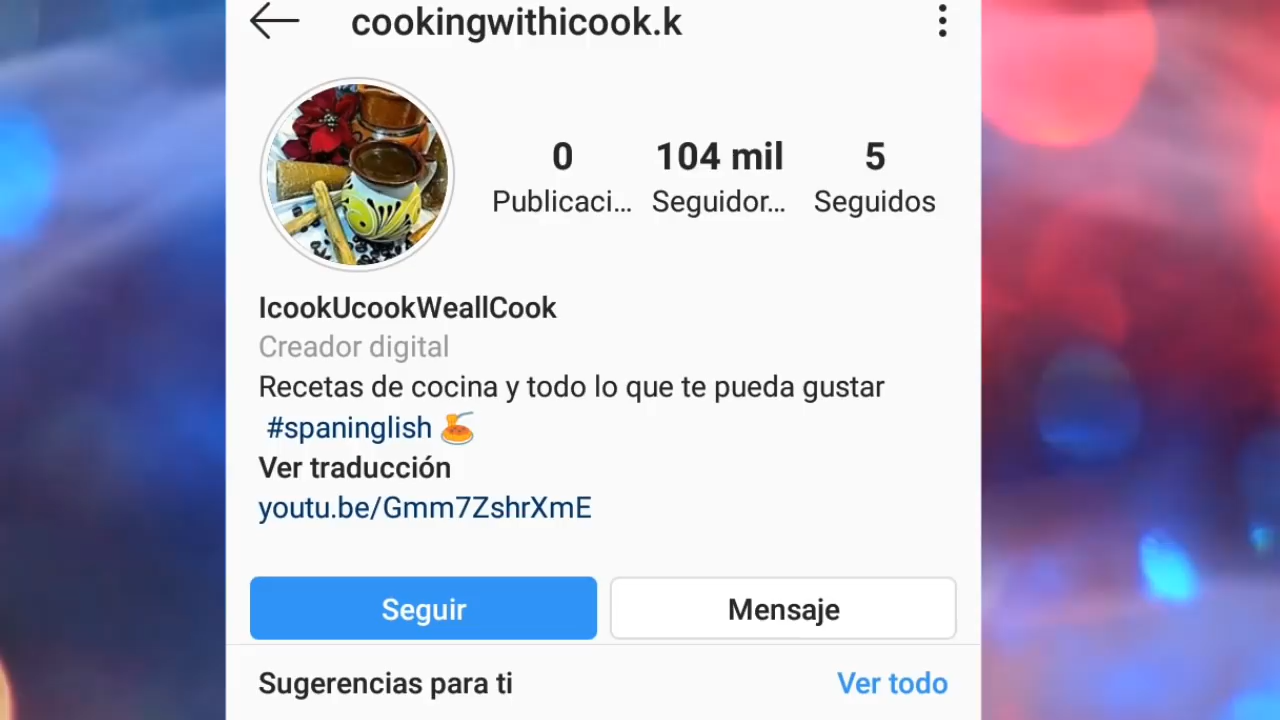 cookingwithicook.k
0 104 mil 5
Publicaci... Seguidor... Seguidos
IcookUcookWeallCook
Creador digital
Recetas de cocina y todo lo que te pueda gustar
#spaninglish
Ver traducción
youtu.be/Gmm7ZshrXmE
Seguir Mensaje
Sugerencias para ti Ver todo